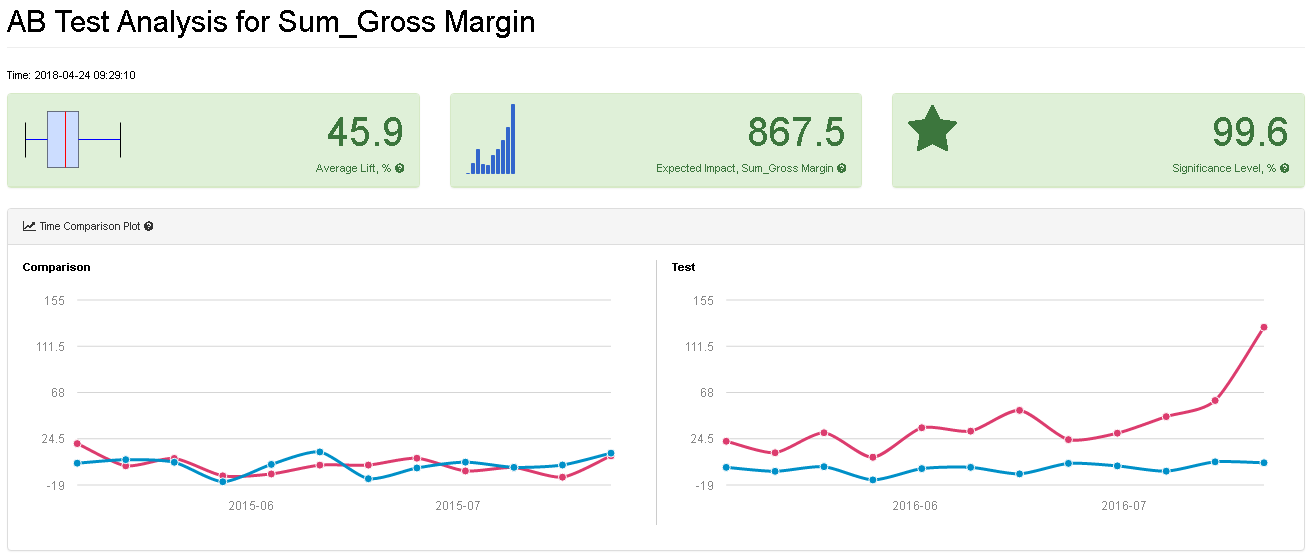 AB Test Analysis for Sum_Gross Margin
Time: 2018-04-24 09:29:10
45.9
Average Lift, %
867.5
Expected Impact, Sum_Gross Margin
99.6
Significance Level, %
Time Comparison Plot
Comparison
155
111.5
68
24.5
-19
2015-06
2015-07
Test
155
111.5
68
24.5
-19
2016-06
2016-07